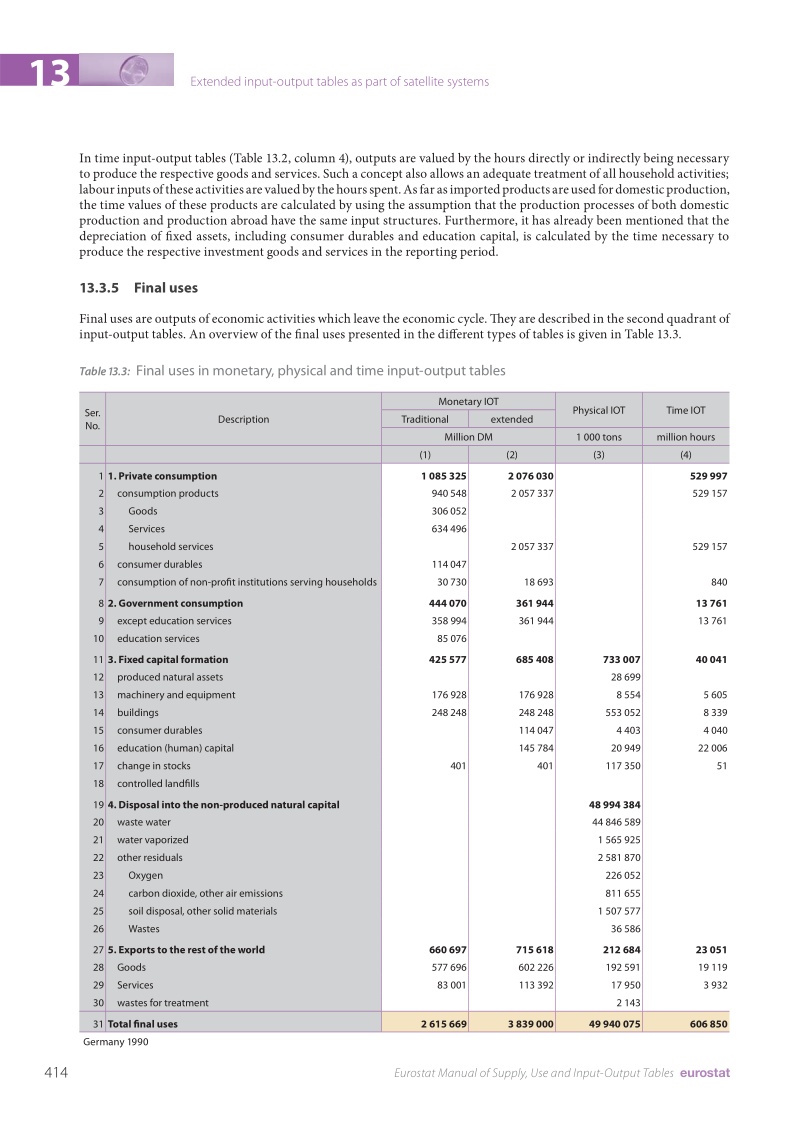 13
Extended input-output tables as part of satellite systems
In time input-output tables (Table 13.2, column 4), outputs are valued by the hours directly or indirectly being necessary
to produce the respective goods and services. Such a concept also allows an adequate treatment of all household activities;
labour inputs of these activities are valued by the hours spent. As far as imported products are used for domestic production,
the time values of these products are calculated by using the assumption that the production processes of both domestic
production and production abroad have the same input structures. Furthermore, it has already been mentioned that the
depreciation of fixed assets, including consumer durables and education capital, is calculated by the time necessary to
produce the respective investment goods and services in the reporting period.
13.3.5 Final uses
Final uses are outputs of economic activities which leave the economic cycle. They are described in the second quadrant of
input-output tables. An overview of the final uses presented in the different types of tables is given in Table 13.3.
Table 13.3: Final uses in monetary, physical and time input-output tables
Ser. No. Description Monetary IOT Physical IOT Time IOT
Traditional extended
Million DM 1 000 tons million hours
(1) (2) (3) (4)
1 1. Private consumption 1 085 325 2 076 030 529 997
2 consumption products 940 548 2 057 337 529 157
3 Goods 306 052
4 Services 634 496
5 household services 2 057 337 529 157
6 consumer durables 114 047
7 consumption of non-profit institutions serving households 30 730 18 693 840
8 2. Government consumption 444 070 361 944 13 761
9 except education services 358 994 361 944 13 761
10 education services 85 076
11 3. Fixed capital formation 425 577 685 408 733 007 40 041
12 produced natural assets 28 699
13 machinery and equipment 176 928 176 928 8 554 5 605
14 buildings 248 248 248 248 553 052 8 339
15 consumer durables 114 047 4 403 4 040
16 education (human) capital 145 784 20 949 22 006
17 change in stocks 401 401 117 350 51
18 controlled landfills
19 4. Disposal into the non-produced natural capital 48 994 384
20 waste water 44 846 589
21 water vaporized 1 565 925
22 other residuals 2 581 870
23 Oxygen 226 052
24 carbon dioxide, other air emissions 811 655
25 soil disposal, other solid materials 1 507 577
26 Wastes 36 586
27 5. Exports to the rest of the world 660 697 715 618 212 684 23 051
28 Goods 577 696 602 226 192 591 19 119
29 Services 83 001 113 392 17 950 3 932
30 wastes for treatment 2 143
31 Total final uses 2 615 669 3 839 000 49 940 075 606 850
Germany 1990
414
Eurostat Manual of Supply, Use and Input-Output Tables eurostat